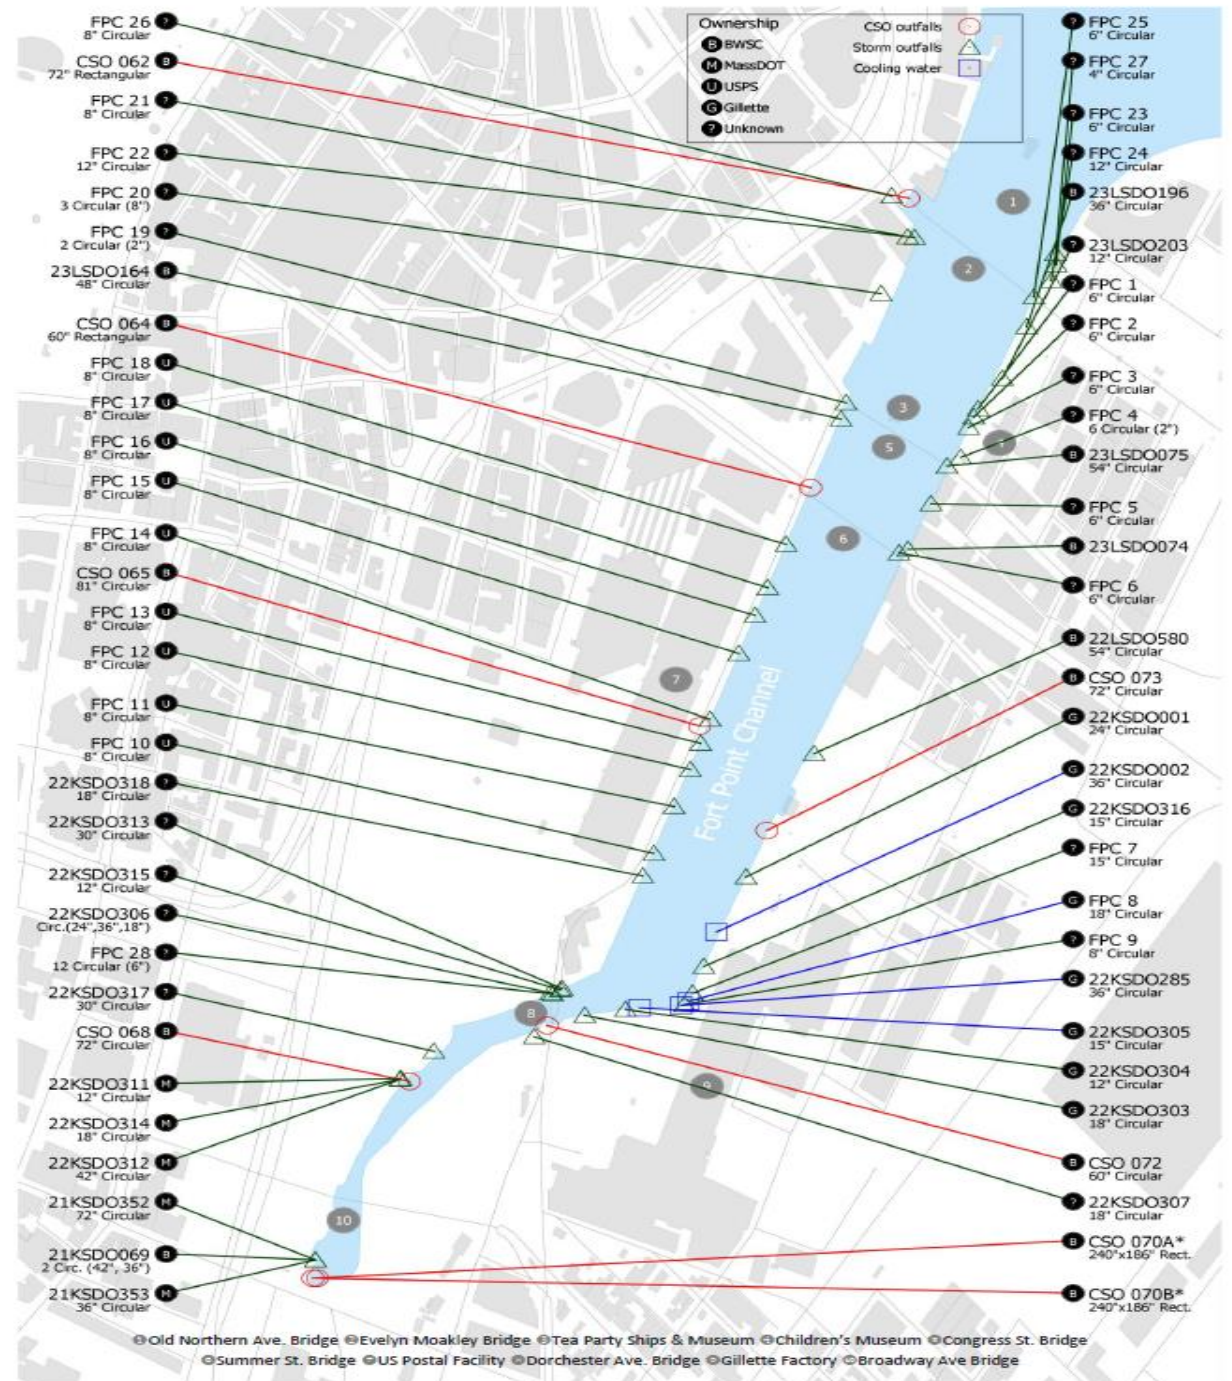 FPC 26
8" Circular
CSO 062 B
72" Rectangular
FPC 21 ?
8" Circular
FPC 22 ?
12" Circular
FPC 20 ?
3 Circular (8")
FPC 19 ?
2 Circular (2")
23LSDO164 B
48" Circular
CSO 064 B
60" Rectangular
FPC 18 U
8" Circular
FPC 17 U
8" Circular
FPC 16 U
8" Circular
FPC 15 U
8" Circular
FPC 14 U
8" Circular
CSO 065 B
81" Circular
FPC 13 U
8" Circular
FPC 12 U
8" Circular
FPC 11 U
8" Circular
FPC 10 U
8" Circular
22KSDO318 ?
18" Circular
22KSDO313 ?
30" Circular
22KSDO315 ?
12" Circular
22KSDO306 ?
Circ.(24",36",18")
FPC 28 ?
12 Circular (6")
22KSDO317 ?
30" Circular
CSO 068 B
72" Circular
22KSDO311 M
12" Circular
22KSDO314 M
18" Circular
22KSDO312 M
42" Circular
21KSDO352 M
72" Circular
21KSDO069 B
2 Circ. (42", 36")
21KSDO353 M
36" Circular
Ownership
B BWSC
M MassDOT
U USPS
G Gillette
? Unknown
CSO outfalls
Storm outfalls
Cooling water
1
2
3
5
6
7
8
9
10
Fort Point Channel
? FPC 25
6" Circular
? FPC 27
4" Circular
? FPC 23
6" Circular
? FPC 24
12" Circular
B 23LSDO196
36" Circular
? 23LSDO203
12" Circular
? FPC 1
6" Circular
? FPC 2
6" Circular
? FPC 3
6" Circular
? FPC 4
6 Circular (2")
B 23LSDO075
54" Circular
? FPC 5
6" Circular
B 23LSDO074
? FPC 6
6" Circular
B 22LSDO580
54" Circular
B CSO 073
72" Circular
G 22KSDO001
24" Circular
G 22KSDO002
36" Circular
G 22KSDO316
15" Circular
? FPC 7
15" Circular
G FPC 8
18" Circular
? FPC 9
8" Circular
G 22KSDO285
36" Circular
G 22KSDO305
15" Circular
G 22KSDO304
12" Circular
G 22KSDO303
18" Circular
B CSO 072
60" Circular
? 22KSDO307
18" Circular
B CSO 070A*
240"x186" Rect.
B CSO 070B*
240"x186" Rect.
Old Northern Ave. Bridge Evelyn Moakley Bridge Tea Party Ships & Museum Children's Museum Congress St. Bridge
Summer St. Bridge US Postal Facility Dorchester Ave. Bridge Gillette Factory Broadway Ave Bridge